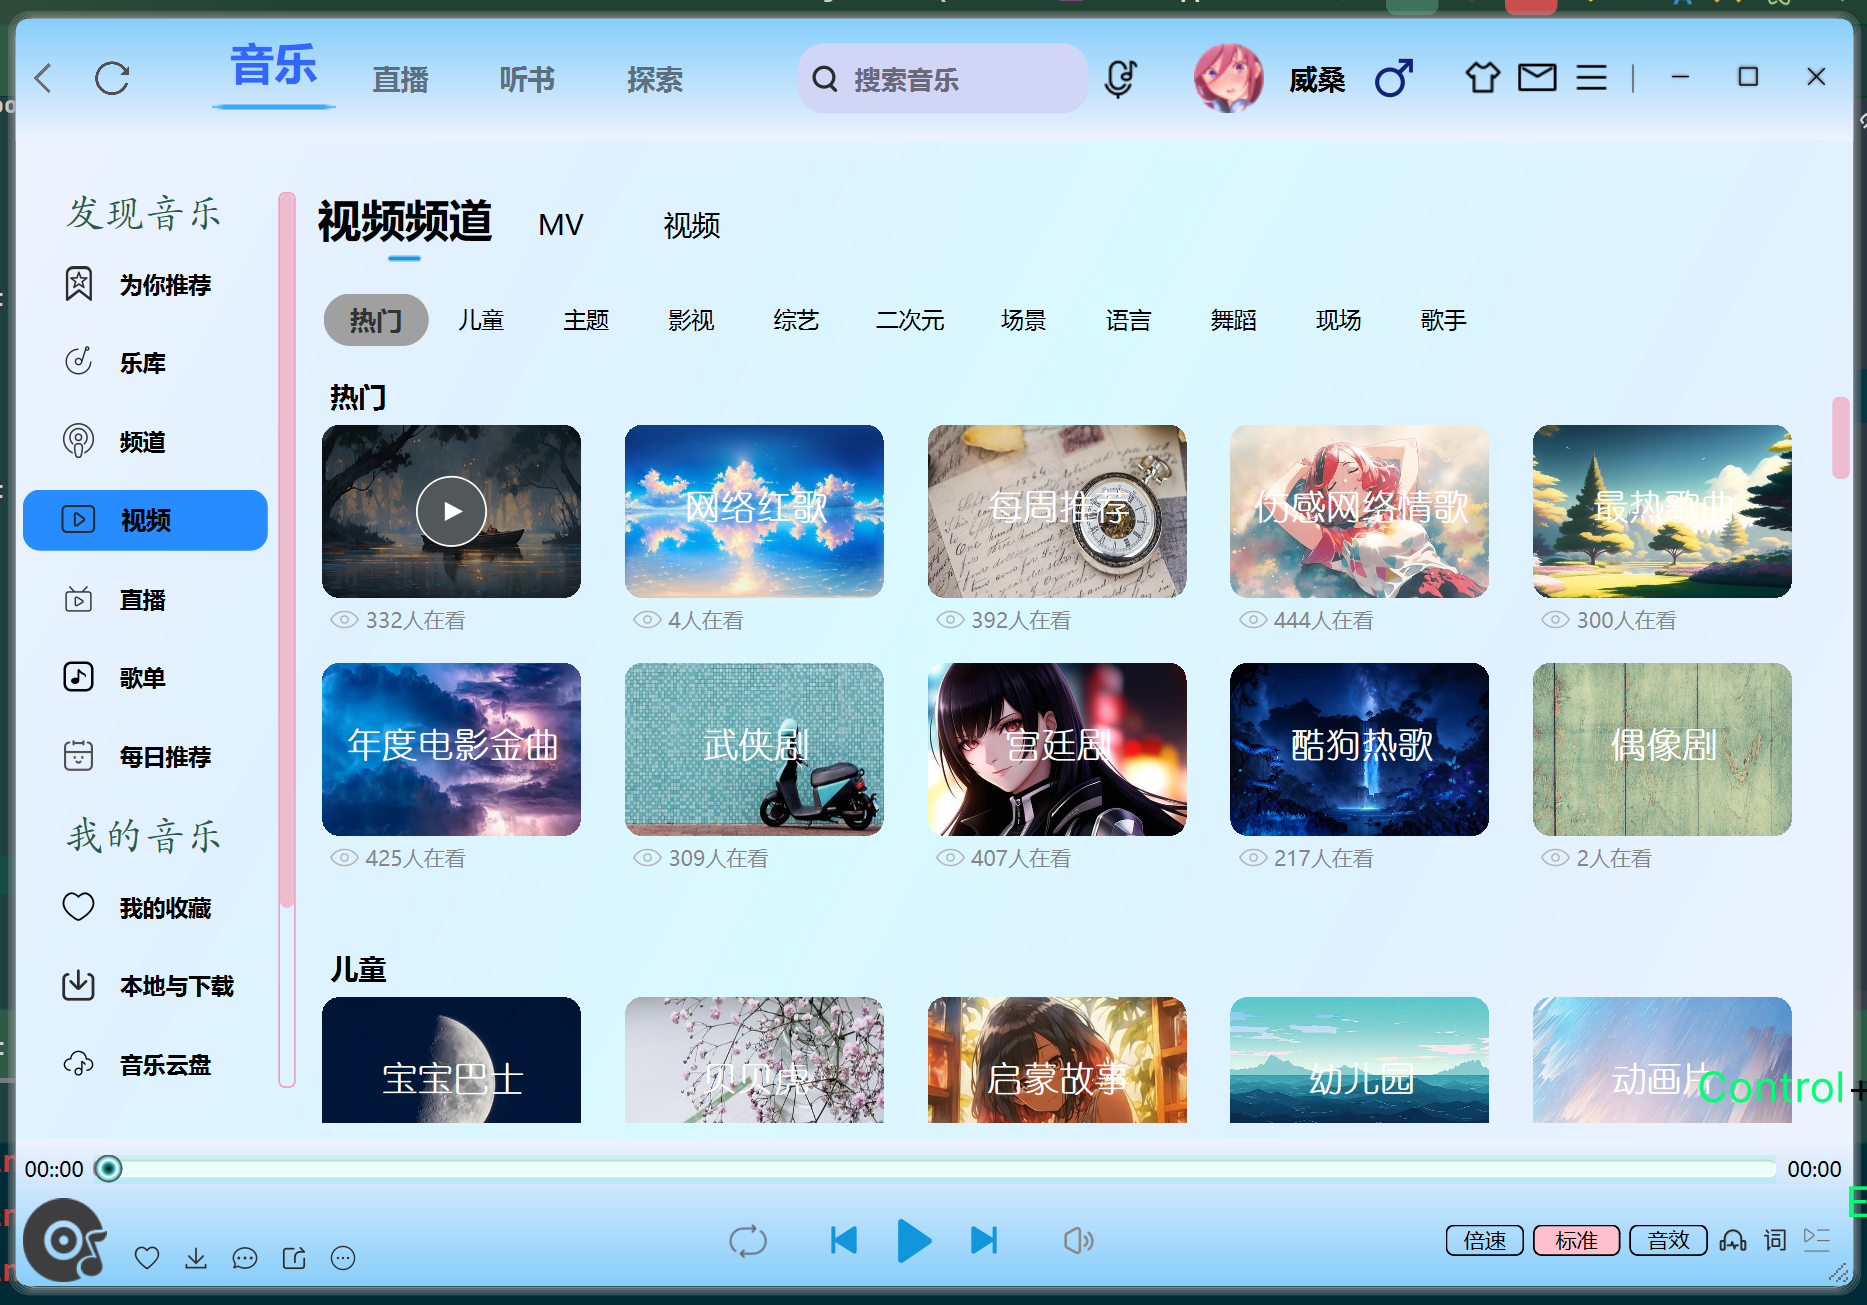 音乐 直播 听书 探索 搜索音乐 威桑
发现音乐
为你推荐
乐库
频道
视频
直播
歌单
每日推荐
我的音乐
我的收藏
本地与下载
音乐云盘
视频频道 MV 视频
热门 儿童 主题 影视 综艺 二次元 场景 语言 舞蹈 现场 歌手
热门
网络红歌 每周推荐 伤感网络情歌 最热歌曲
332人在看 4人在看 392人在看 444人在看 300人在看
年度电影金曲 武侠剧 宫廷剧 酷狗热歌 偶像剧
425人在看 309人在看 407人在看 217人在看 2人在看
儿童
宝宝巴士 贝贝虎 启蒙故事 幼儿园 动画片
Control +
00::00 00:00
倍速 标准 音效 词